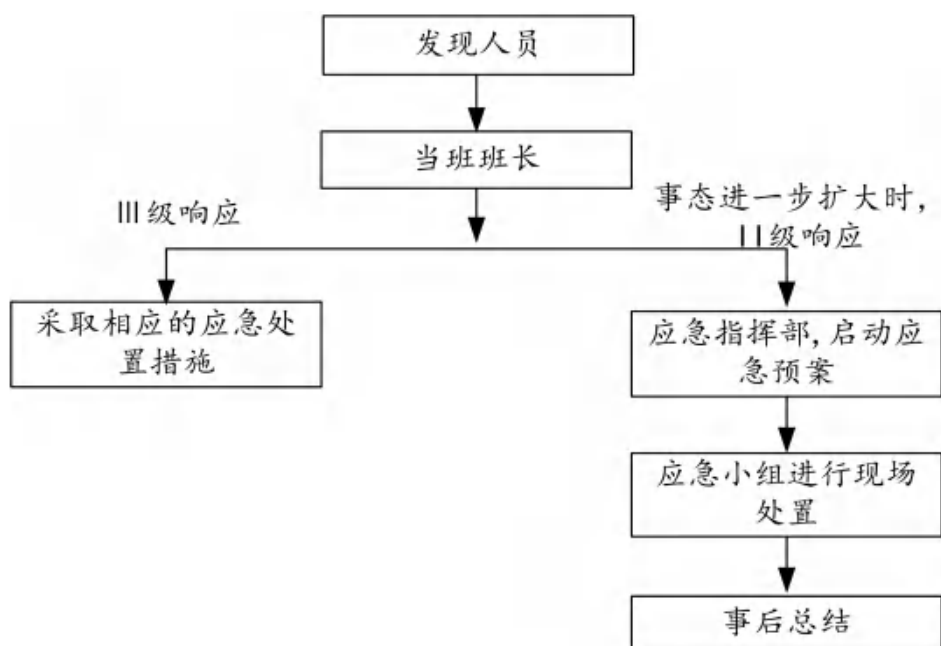 发现人员
当班班长
III级响应
事态进一步扩大时，
II级响应
采取相应的应急处
置措施
应急指挥部，启动应
急预案
应急小组进行现场
处置
事后总结